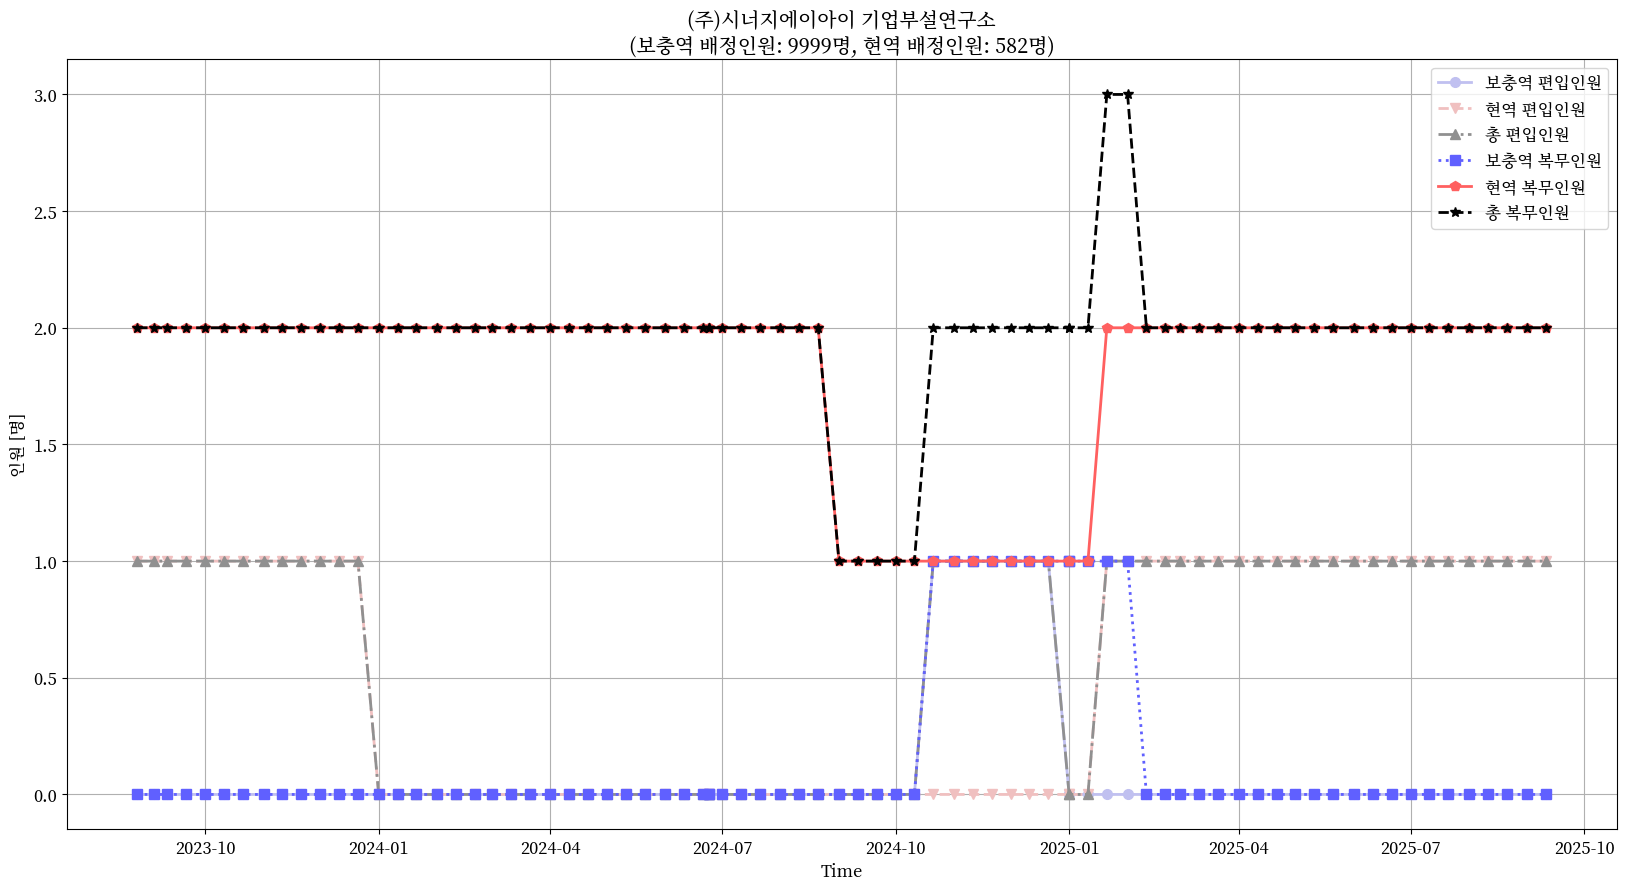 (주)시너지에이아이 기업부설연구소
(보충역 배정인원: 9999명, 현역 배정인원: 582명)
보충역 편입인원
현역 편입인원
총 편입인원
보충역 복무인원
현역 복무인원
총 복무인원
인원 [명]
3.0
2.5
2.0
1.5
1.0
0.5
0.0
2023-10
2024-01
2024-04
2024-07
2024-10
2025-01
2025-04
2025-07
2025-10
Time